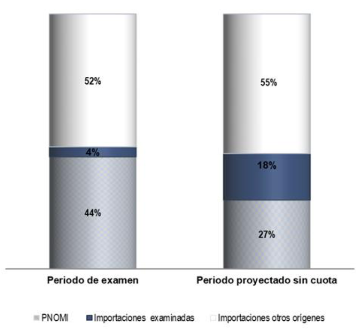 52%
55%
4%
18%
44%
27%
Periodo de examen
Periodo proyectado sin cuota
PNOMI
Importaciones examinadas
Importaciones otros orígenes